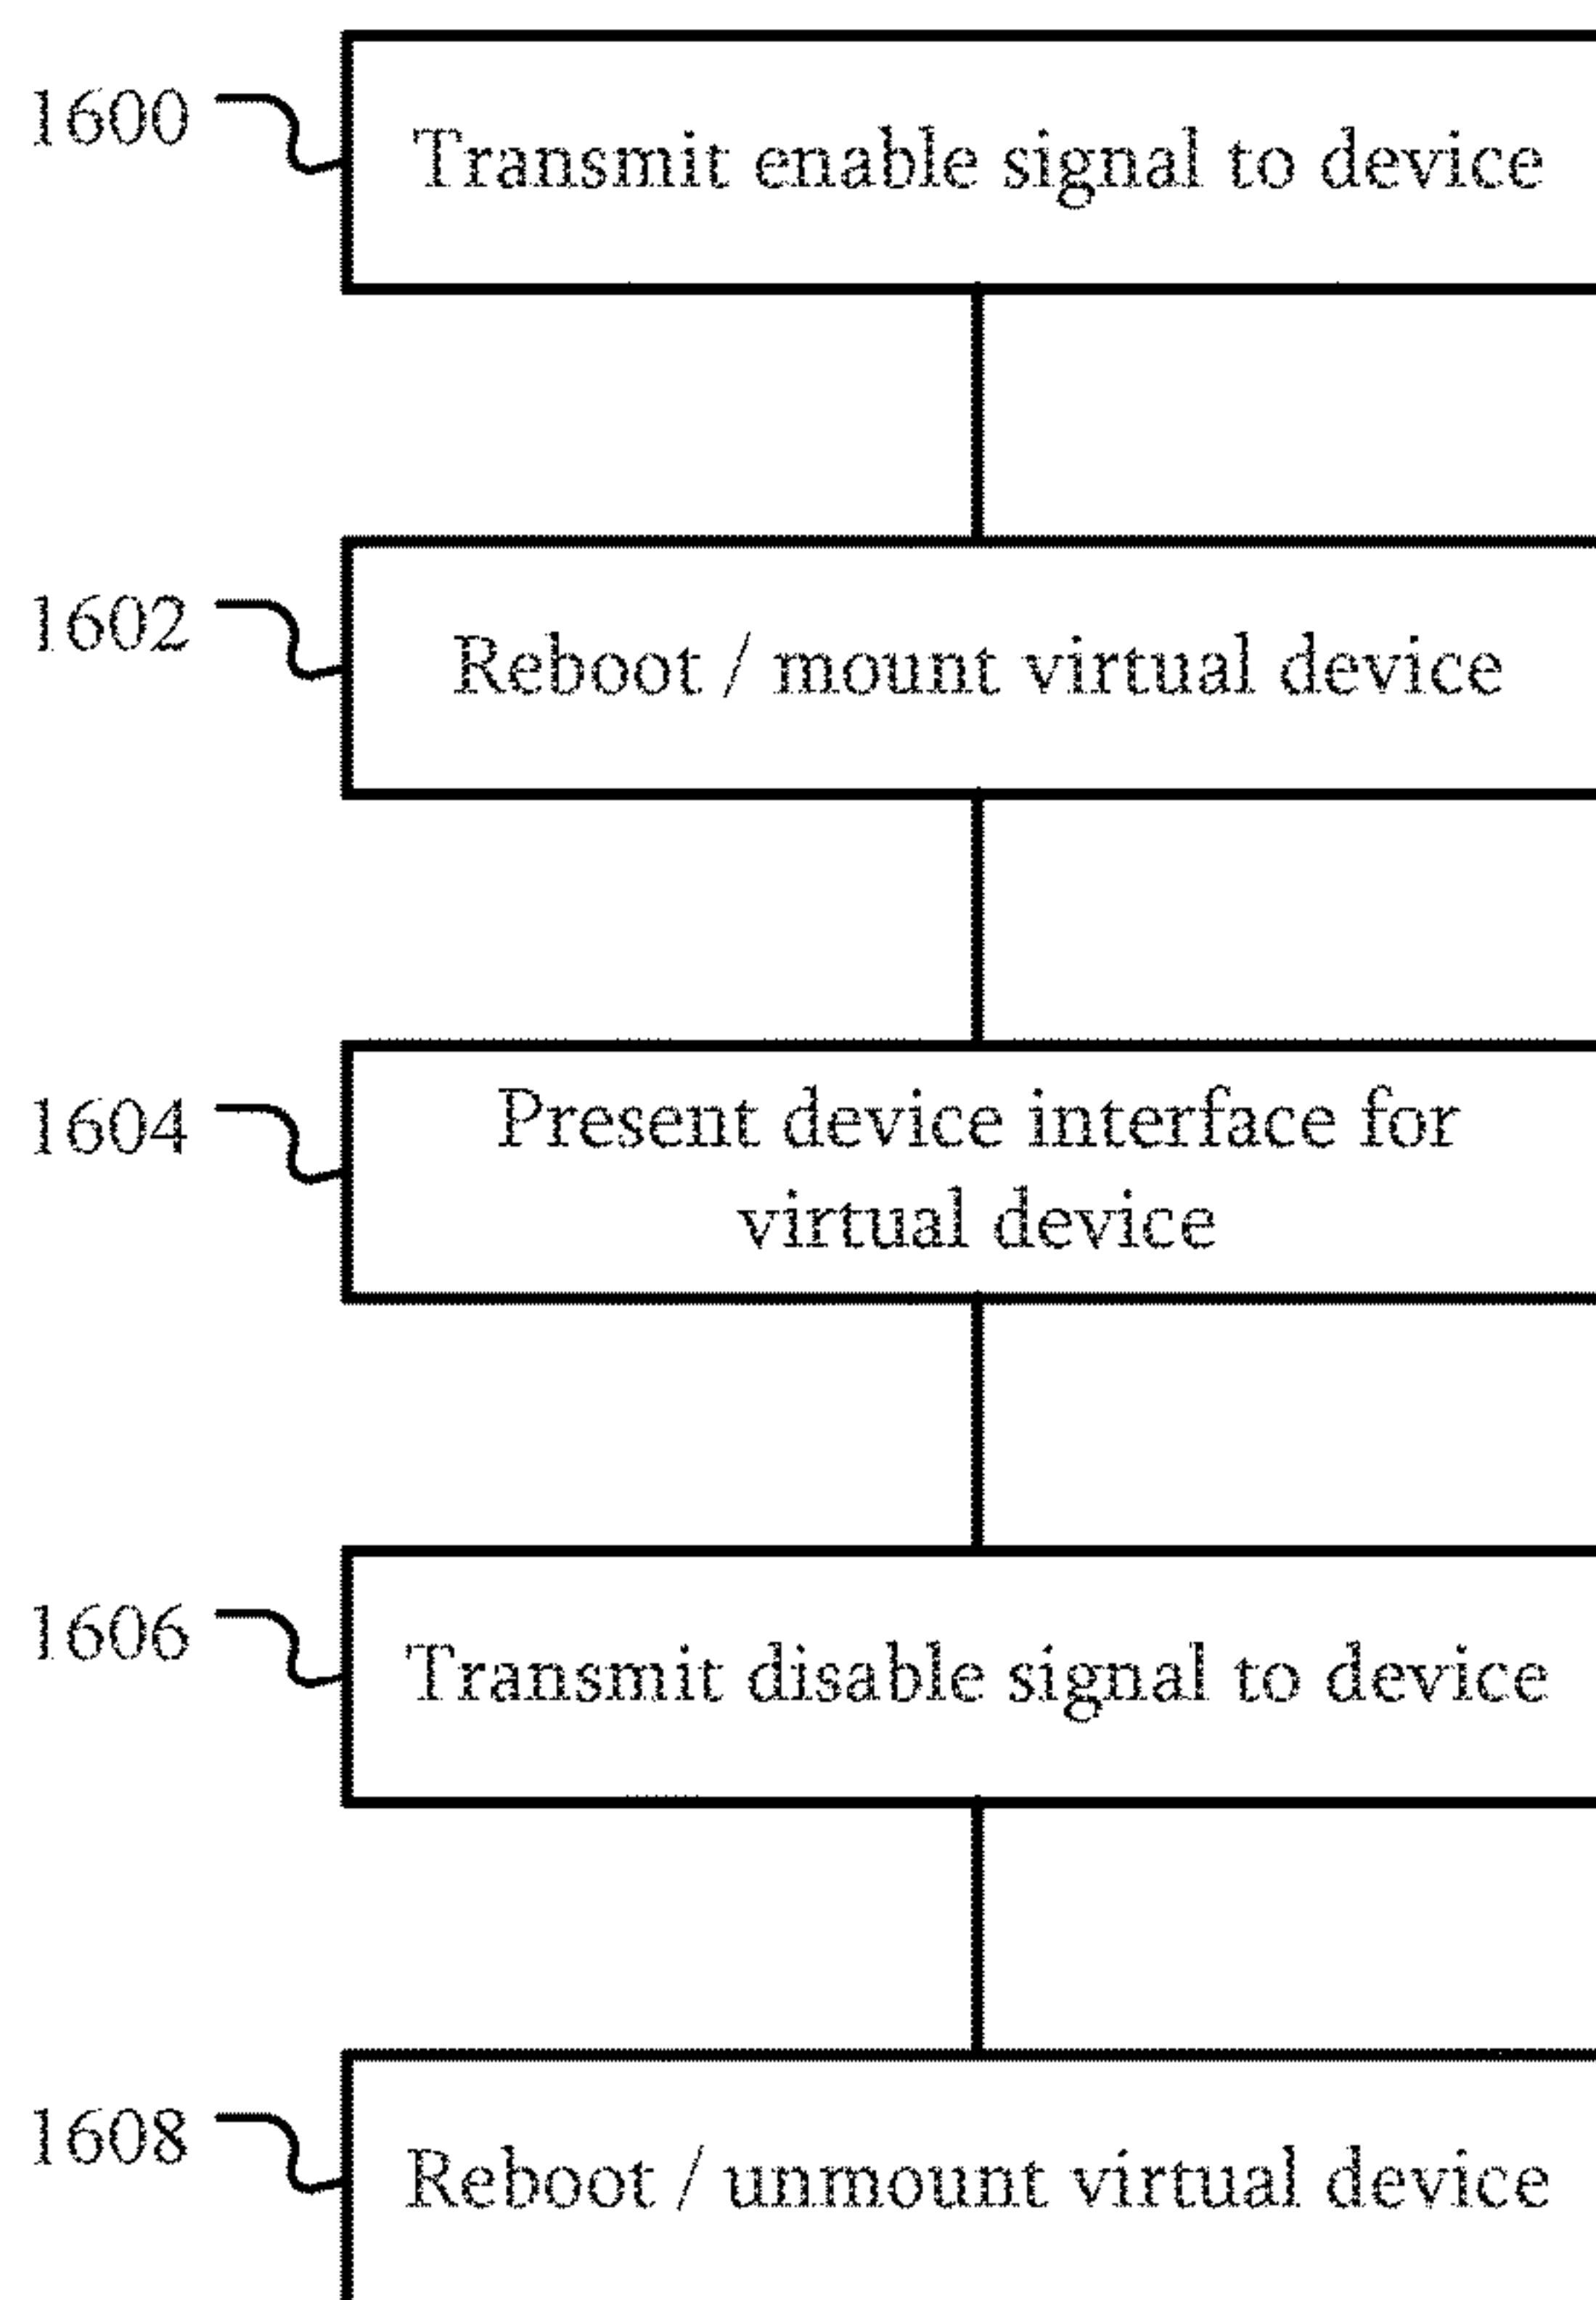 1600
Transmit enable signal to device
1602
Reboot / mount virtual device
1604
Present device interface for
virtual device
1606
Transmit disable signal to device
1608
Reboot / unmount virtual device